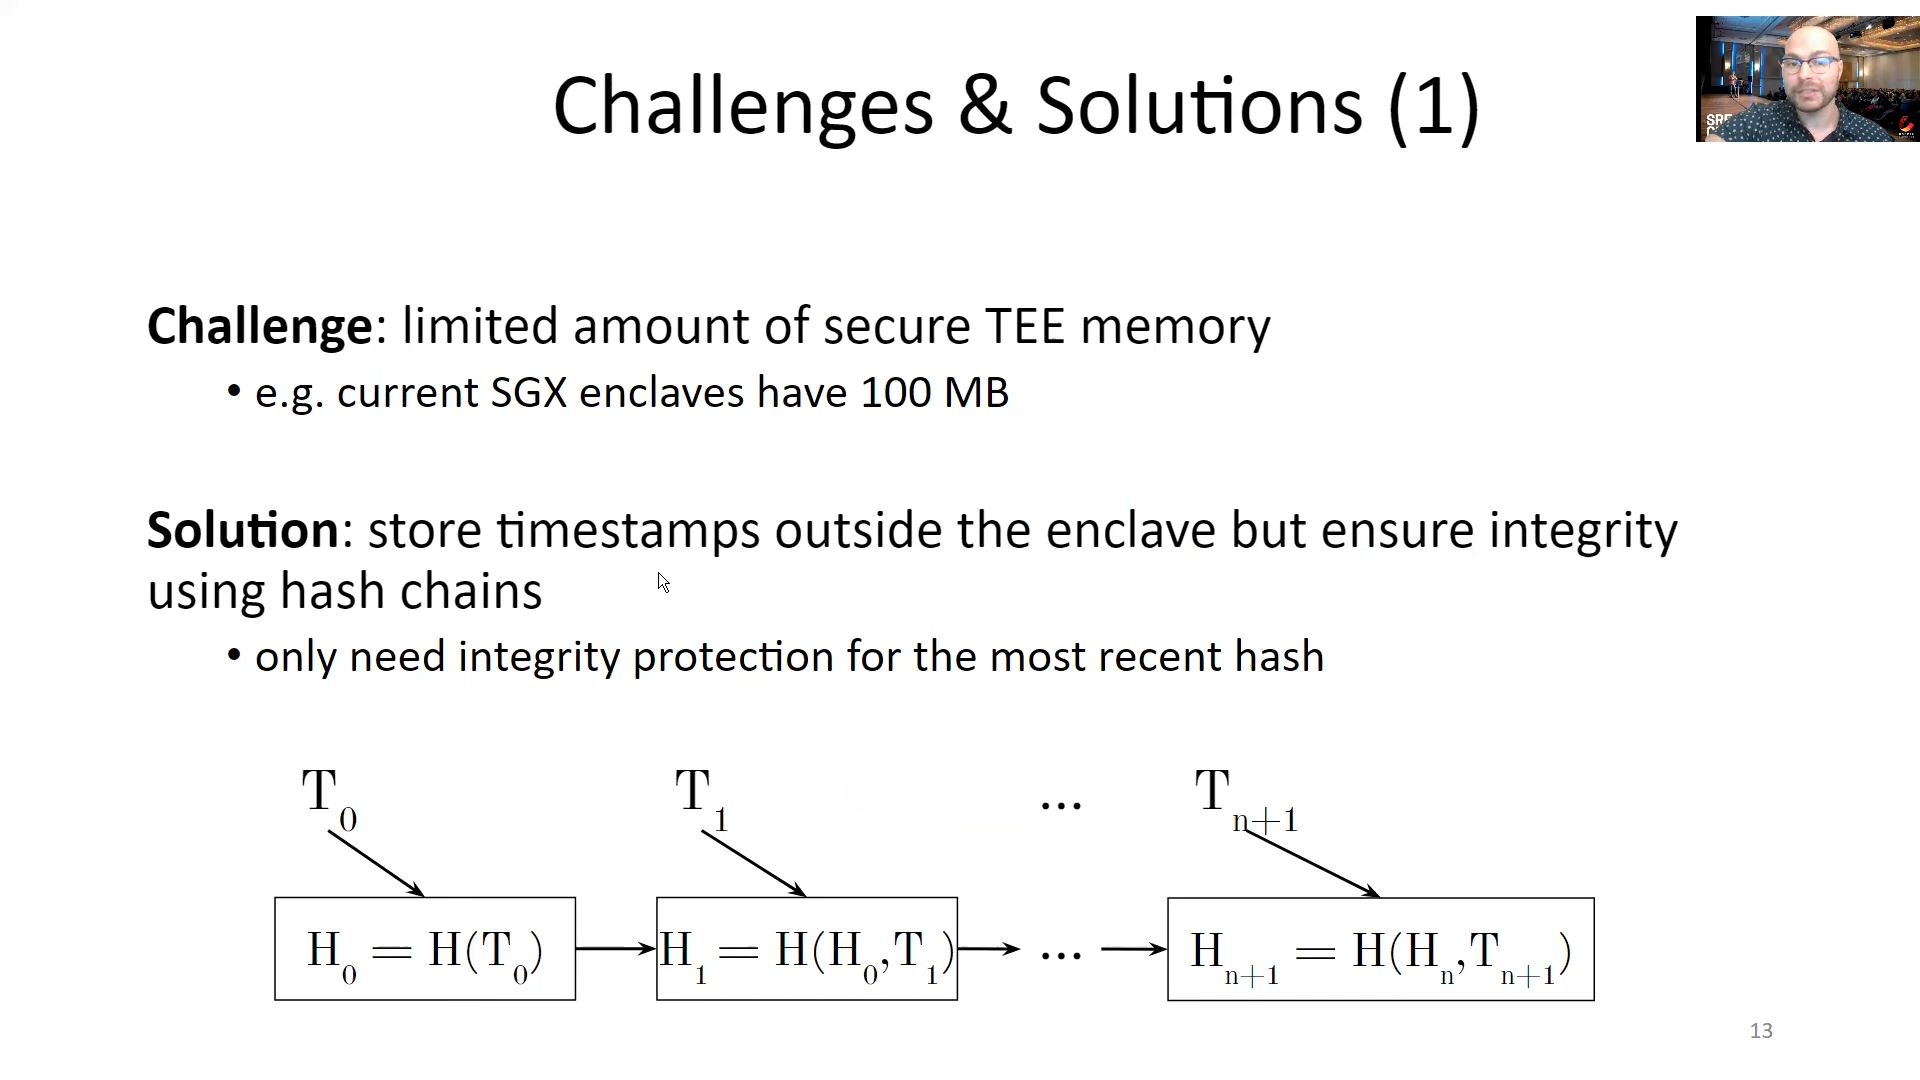 Challenges & Solutions (1)
SRE
Challenge: limited amount of secure TEE memory
• e.g. current SGX enclaves have 100 MB
Solution: store timestamps outside the enclave but ensure integrity
using hash chains
• only need integrity protection for the most recent hash
T₀ T₁ ... Tₙ₊₁
H₀ = H(T₀) H₁ = H(H₀,T₁) ... Hₙ₊₁ = H(Hₙ,Tₙ₊₁)
13